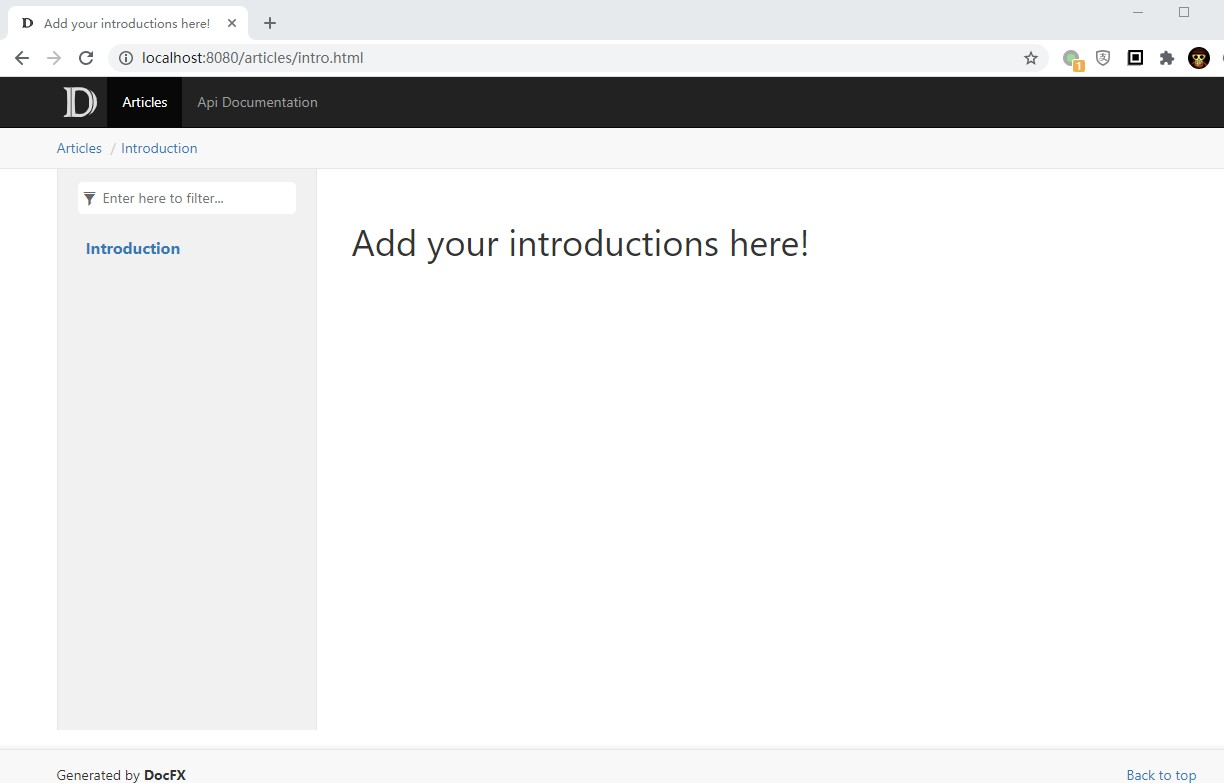 Add your introductions here!
localhost:8080/articles/intro.html
1
D Articles Api Documentation
Articles / Introduction
Enter here to filter...
Introduction
Add your introductions here!
Generated by DocFX
Back to top